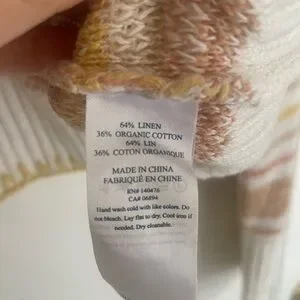 64% LINEN
36% ORGANIC COTTON
64% LIN
36% COTON ORGANIQUE
MADE IN CHINA
FABRIQUÉ EN CHINE
RN# 140476
CA# 06894
Hand wash cold with like colors. Do
not bleach. Lay flat to dry. Cool iron if
needed. Dry cleanable.